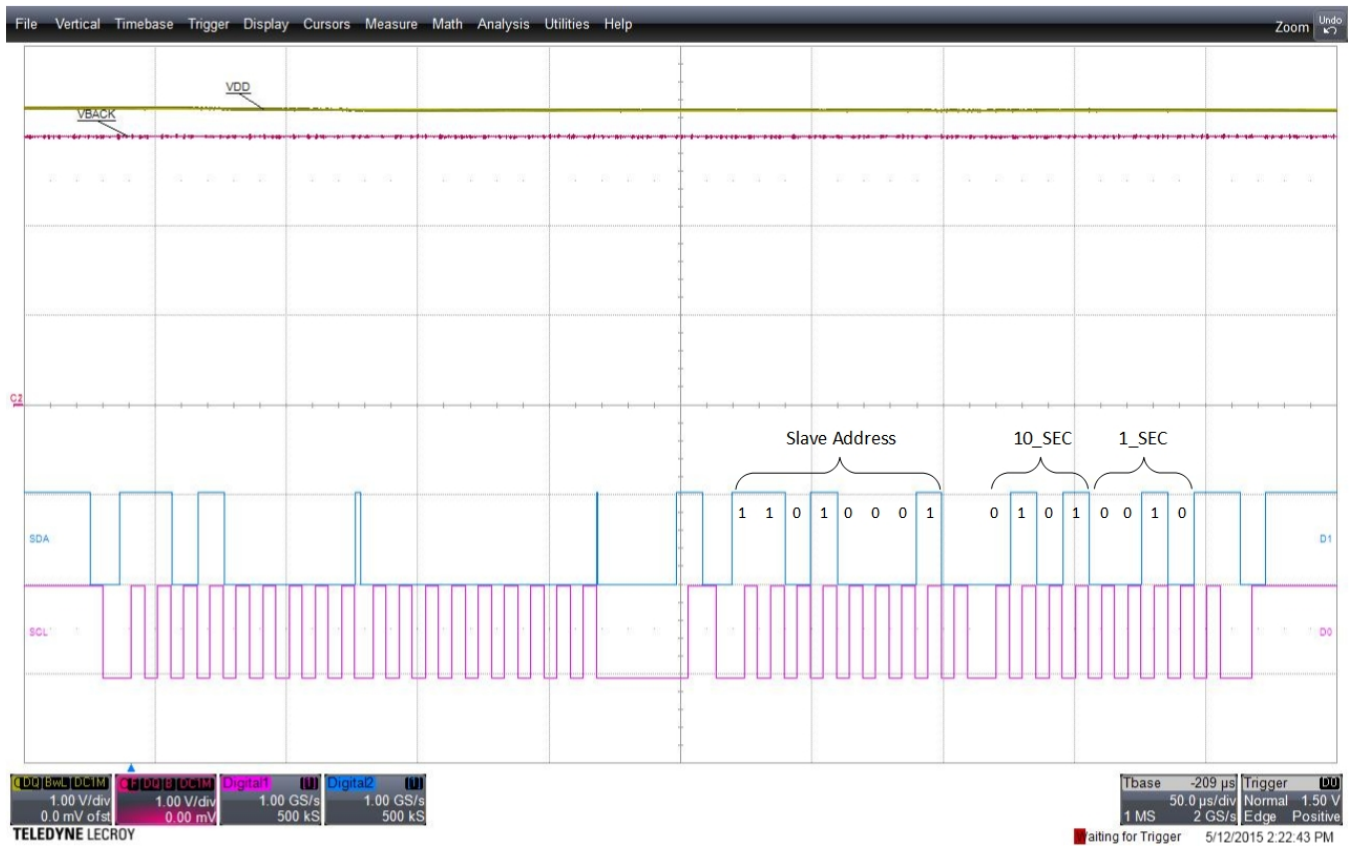 File Vertical Timebase Trigger Display Cursors Measure Math Analysis Utilities Help
Zoom Undo
VDD
VBACK
C2
Slave Address 10_SEC 1_SEC
1 1 0 1 0 0 0 1 0 1 0 1 0 0 1 0
SDA D1
SCL D0
BwL DC1M Digital1 Digital2 Tbase -209 µs Trigger D0
1.00 V/div 1.00 V/div 1.00 GS/s 1.00 GS/s 50.0 µs/div Normal 1.50 V
0.0 mV ofst 0.00 mV 500 kS 500 kS 1 MS 2 GS/s Edge Positive
TELEDYNE LECROY aiting for Trigger 5/12/2015 2:22:43 PM